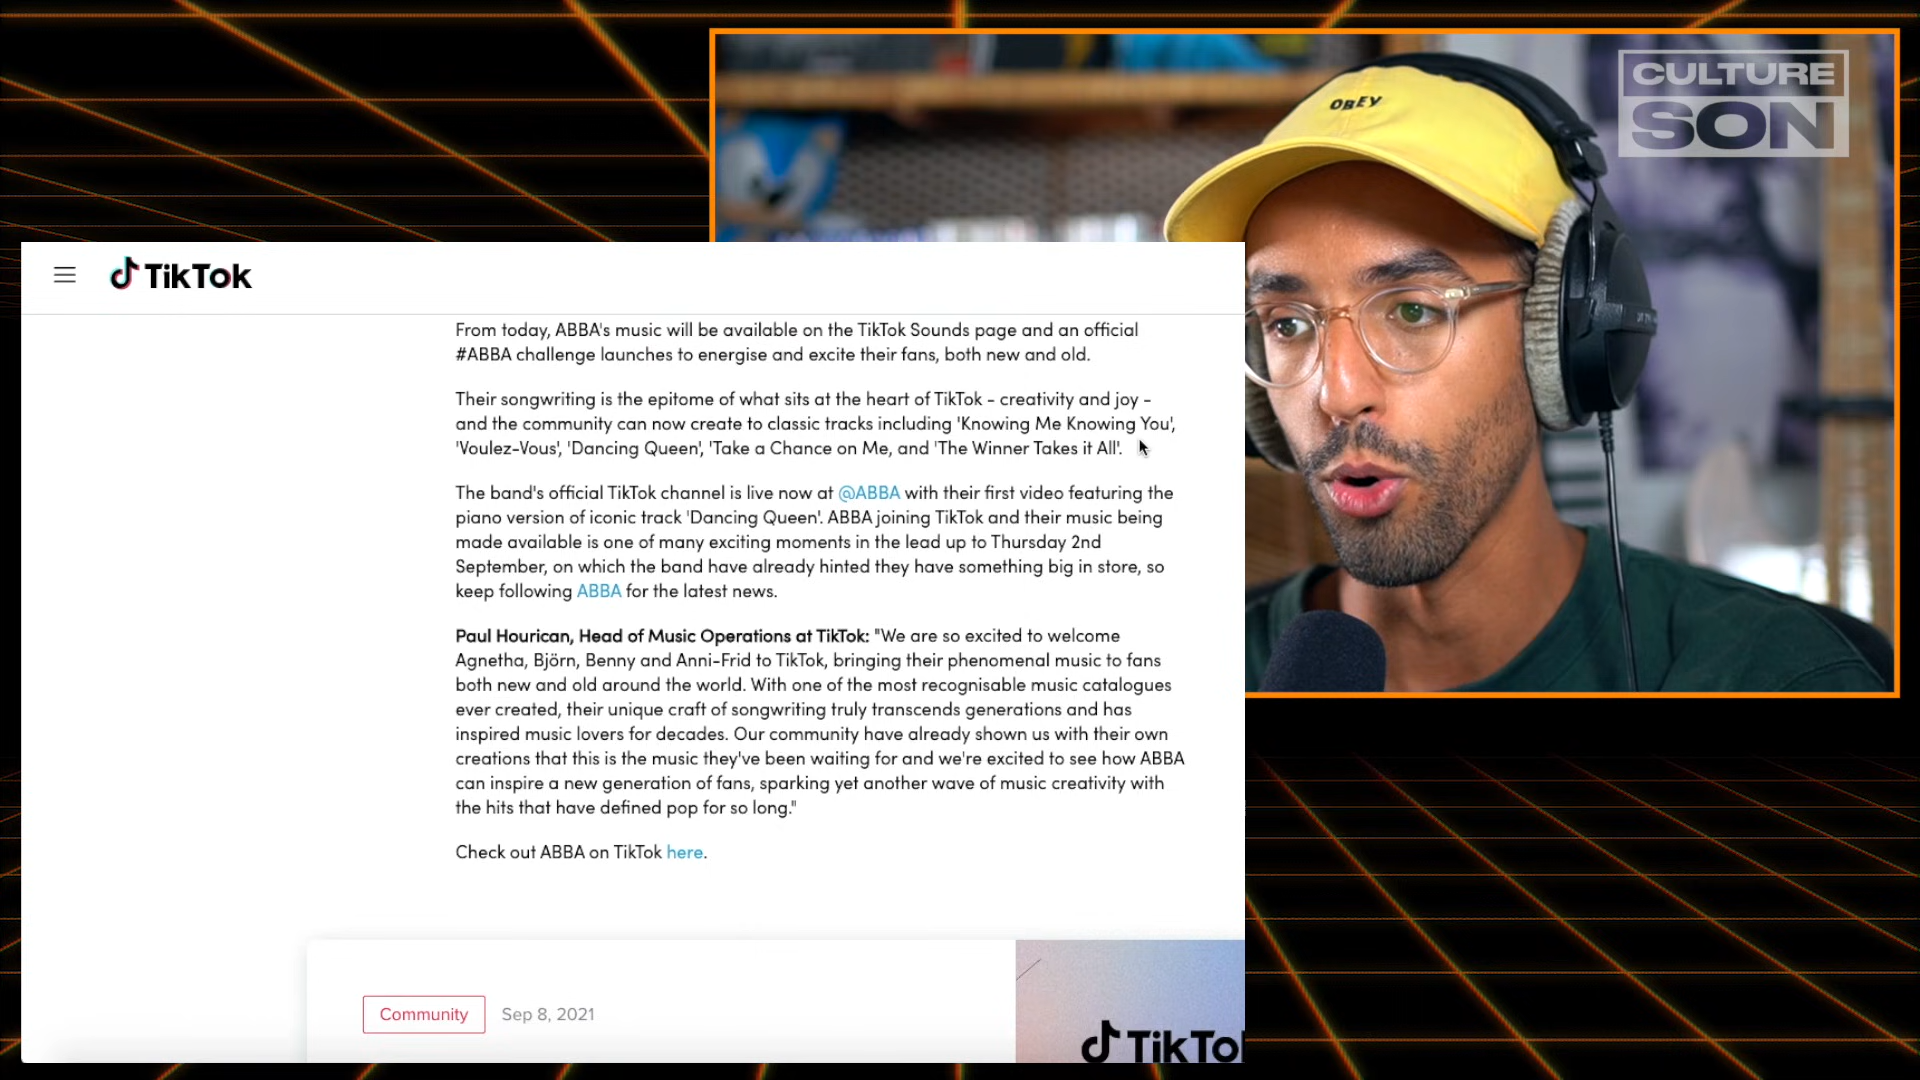 OBEY
CULTURE
SON
TikTok
From today, ABBA's music will be available on the TikTok Sounds page and an official
#ABBA challenge launches to energise and excite their fans, both new and old.
Their songwriting is the epitome of what sits at the heart of TikTok - creativity and joy -
and the community can now create to classic tracks including 'Knowing Me Knowing You',
'Voulez-Vous', 'Dancing Queen', 'Take a Chance on Me, and 'The Winner Takes it All'.
The band's official TikTok channel is live now at @ABBA with their first video featuring the
piano version of iconic track 'Dancing Queen'. ABBA joining TikTok and their music being
made available is one of many exciting moments in the lead up to Thursday 2nd
September, on which the band have already hinted they have something big in store, so
keep following ABBA for the latest news.
Paul Hourican, Head of Music Operations at TikTok: "We are so excited to welcome
Agnetha, Björn, Benny and Anni-Frid to TikTok, bringing their phenomenal music to fans
both new and old around the world. With one of the most recognisable music catalogues
ever created, their unique craft of songwriting truly transcends generations and has
inspired music lovers for decades. Our community have already shown us with their own
creations that this is the music they've been waiting for and we're excited to see how ABBA
can inspire a new generation of fans, sparking yet another wave of music creativity with
the hits that have defined pop for so long."
Check out ABBA on TikTok here.
Community Sep 8, 2021
TikTok